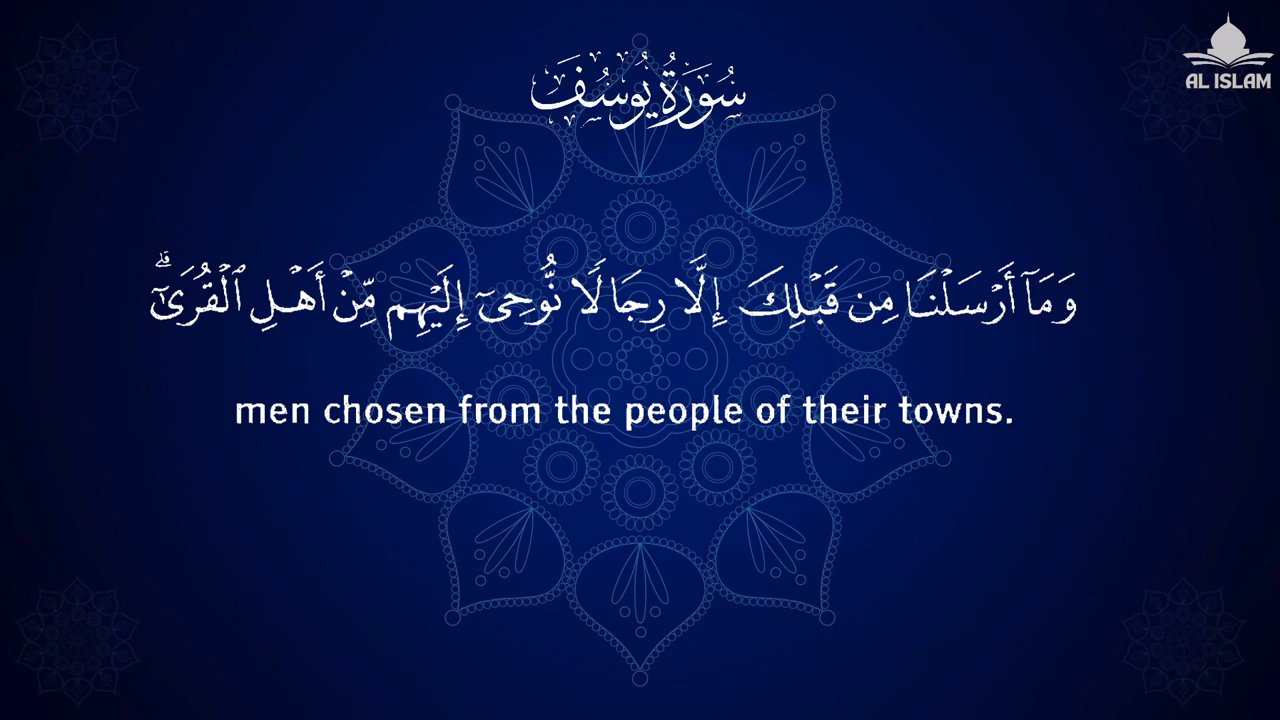 سُورَةُ يُوسُفَ
AL ISLAM
وَمَآ أَرْسَلْنَا مِن قَبْلِكَ إِلَّا رِجَالًا نُّوحِىٓ إِلَيْهِم مِّنْ أَهْلِ ٱلْقُرَىٰٓ ۗ
men chosen from the people of their towns.